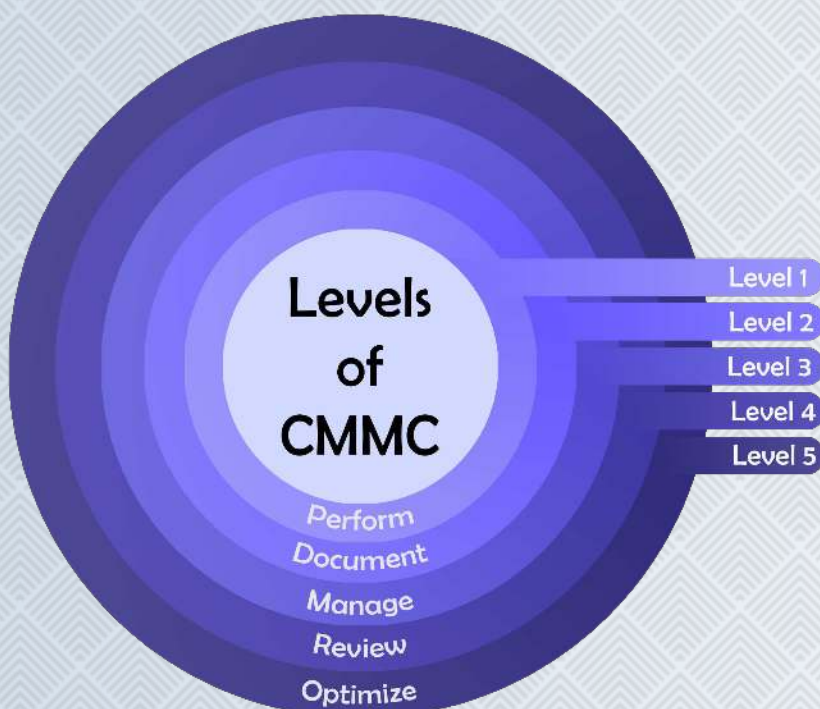 Levels
of
CMMC
Level 1
Level 2
Level 3
Level 4
Level 5
Perform
Document
Manage
Review
Optimize